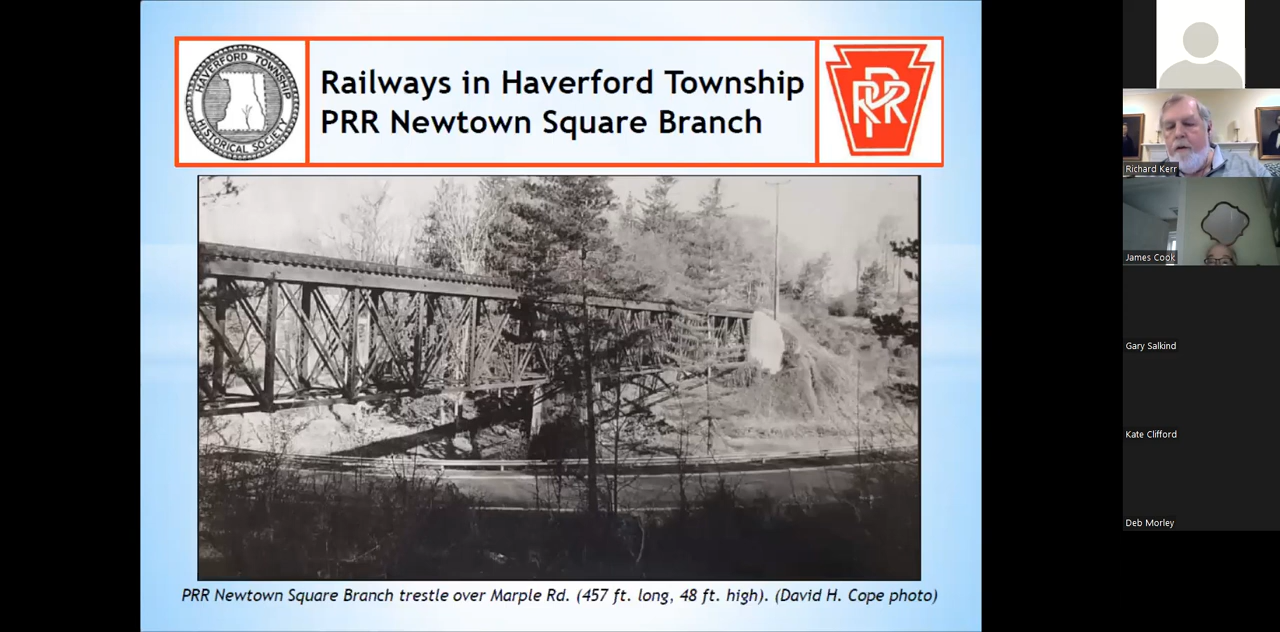 HAVERFORD TOWNSHIP
HISTORICAL SOCIETY
Railways in Haverford Township
PRR Newtown Square Branch
PRR
PRR Newtown Square Branch trestle over Marple Rd. (457 ft. long, 48 ft. high). (David H. Cope photo)
Richard Kerr
James Cook
Gary Salkind
Kate Clifford
Deb Morley